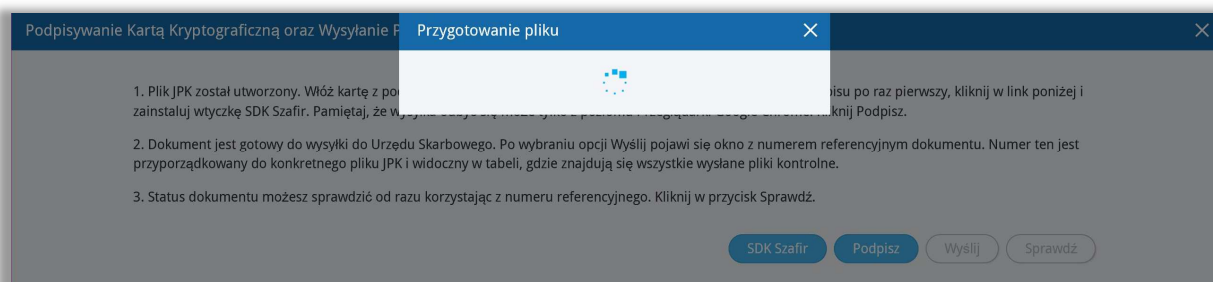 Podpisywanie Kartą Kryptograficzną oraz Wysyłanie P
Przygotowanie pliku
1. Plik JPK został utworzony. Włóż kartę z po isu po raz pierwszy, kliknij w link poniżej i
zainstaluj wtyczkę SDK Szafir. Pamiętaj, że w knij Podpisz.
2. Dokument jest gotowy do wysyłki do Urzędu Skarbowego. Po wybraniu opcji Wyślij pojawi się okno z numerem referencyjnym dokumentu. Numer ten jest
przyporządkowany do konkretnego pliku JPK i widoczny w tabeli, gdzie znajdują się wszystkie wysłane pliki kontrolne.
3. Status dokumentu możesz sprawdzić od razu korzystając z numeru referencyjnego. Kliknij w przycisk Sprawdź.
SDK Szafir Podpisz Wyślij Sprawdź